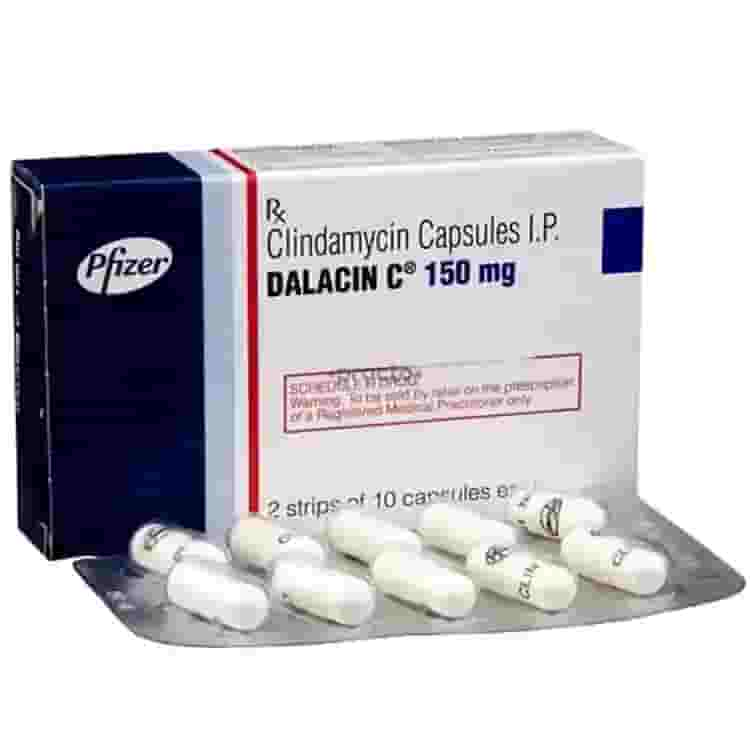 Pfizer
Rx
Clindamycin Capsules I.P.
DALACIN C® 150 mg
SCHEDULE H DRUG
Warning: To be sold by retail on the prescription
of a Registered Medical Practitioner only.
2 strips of 10 capsules
CLIN